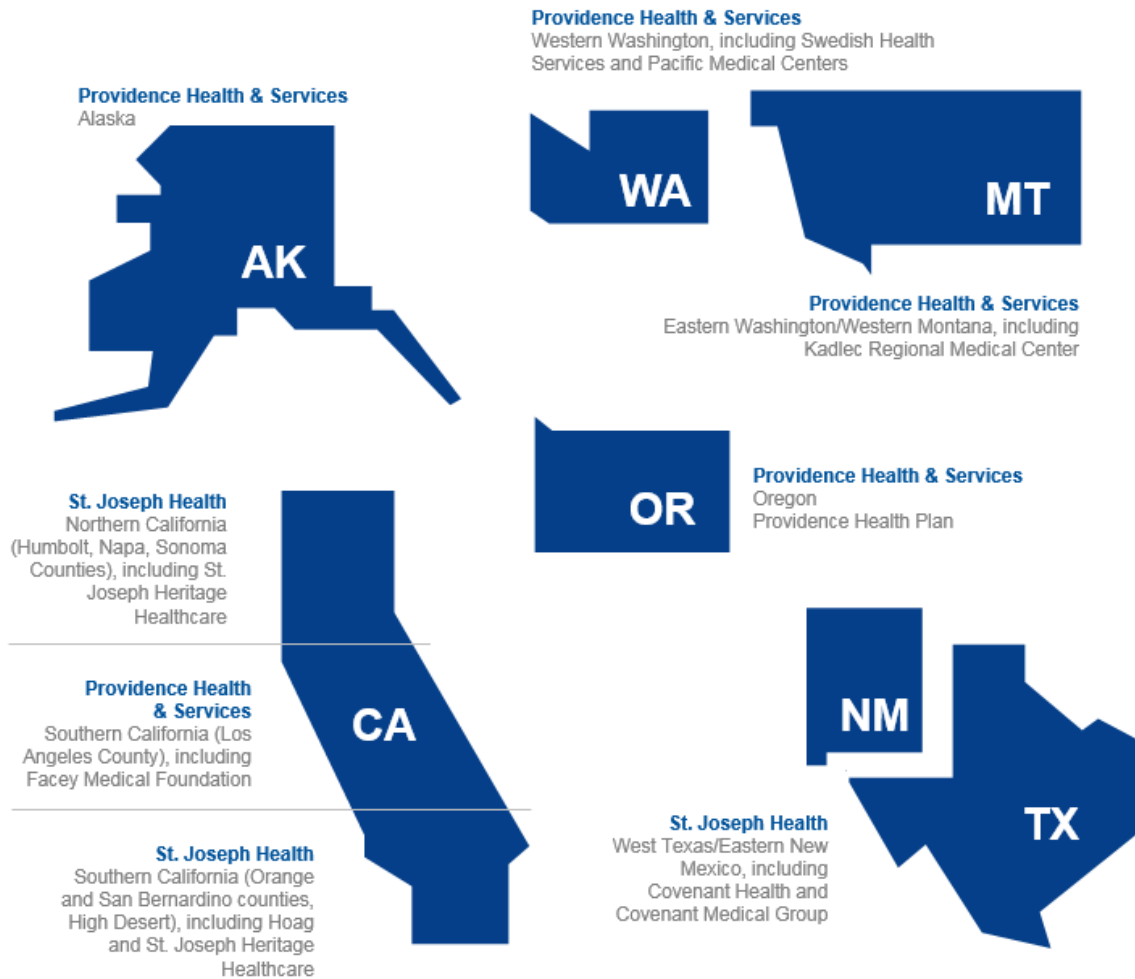 Providence Health & Services
Western Washington, including Swedish Health
Services and Pacific Medical Centers
Providence Health & Services
Alaska
WA
MT
AK
Providence Health & Services
Eastern Washington/Western Montana, including
Kadlec Regional Medical Center
OR
Providence Health & Services
Oregon
Providence Health Plan
St. Joseph Health
Northern California
(Humbolt, Napa, Sonoma
Counties), including St.
Joseph Heritage
Healthcare
Providence Health
& Services
Southern California (Los
Angeles County), including
Facey Medical Foundation
CA
St. Joseph Health
Southern California (Orange
and San Bernardino counties,
High Desert), including Hoag
and St. Joseph Heritage
Healthcare
NM
TX
St. Joseph Health
West Texas/Eastern New
Mexico, including
Covenant Health and
Covenant Medical Group